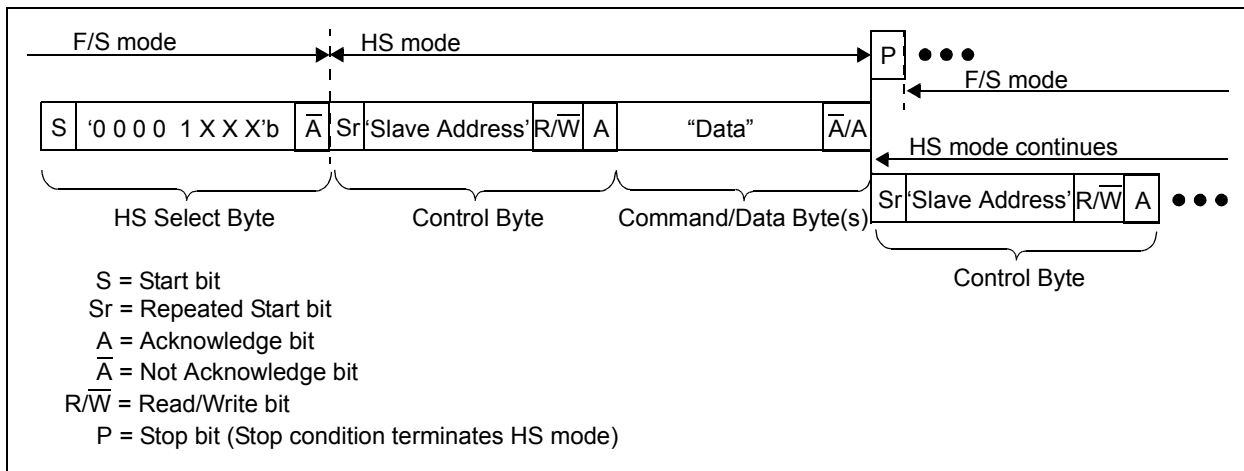 F/S mode
HS mode
P
F/S mode
S '0 0 0 0 1 X X X'b A̅ Sr 'Slave Address' R/W̅ A “Data” A̅/A
HS mode continues
Sr 'Slave Address' R/W̅ A
HS Select Byte
Control Byte
Command/Data Byte(s)
Control Byte
S = Start bit
Sr = Repeated Start bit
A = Acknowledge bit
A̅ = Not Acknowledge bit
R/W̅ = Read/Write bit
P = Stop bit (Stop condition terminates HS mode)